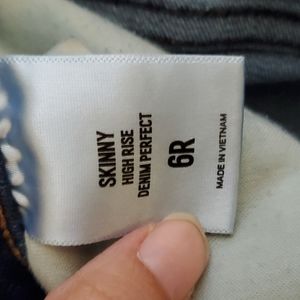 SKINNY
HIGH RISE
DENIM PERFECT
6R
MADE IN VIETNAM